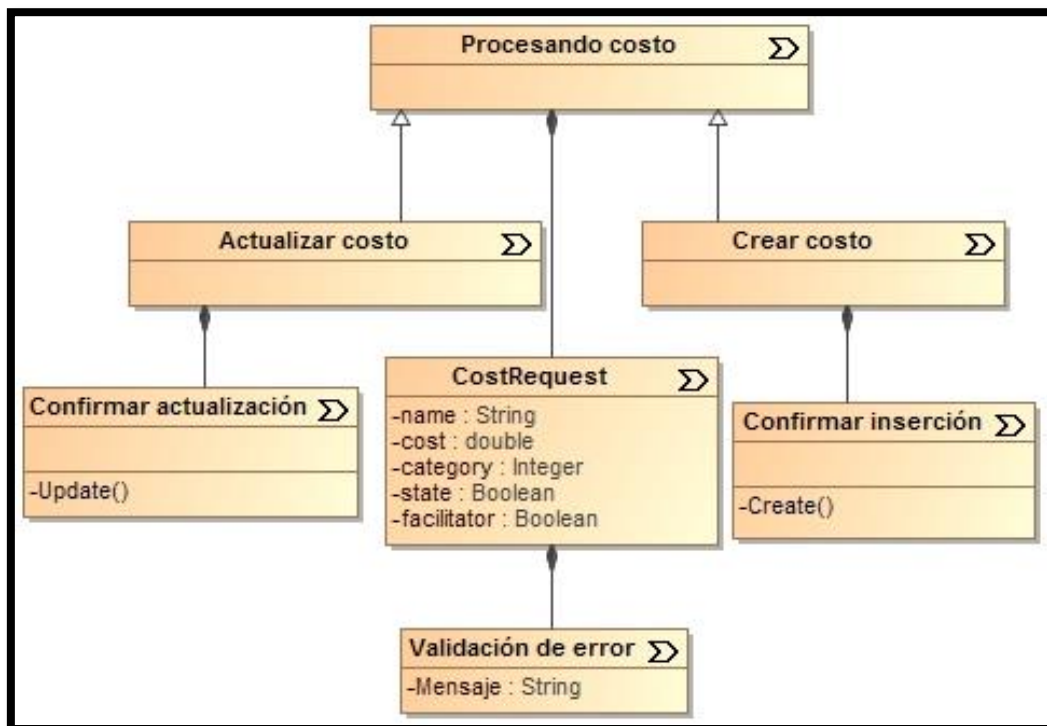 Procesando costo
Actualizar costo
Crear costo
Confirmar actualización
-Update()
CostRequest
-name : String
-cost : double
-category : Integer
-state : Boolean
-facilitator : Boolean
Confirmar inserción
-Create()
Validación de error
-Mensaje : String